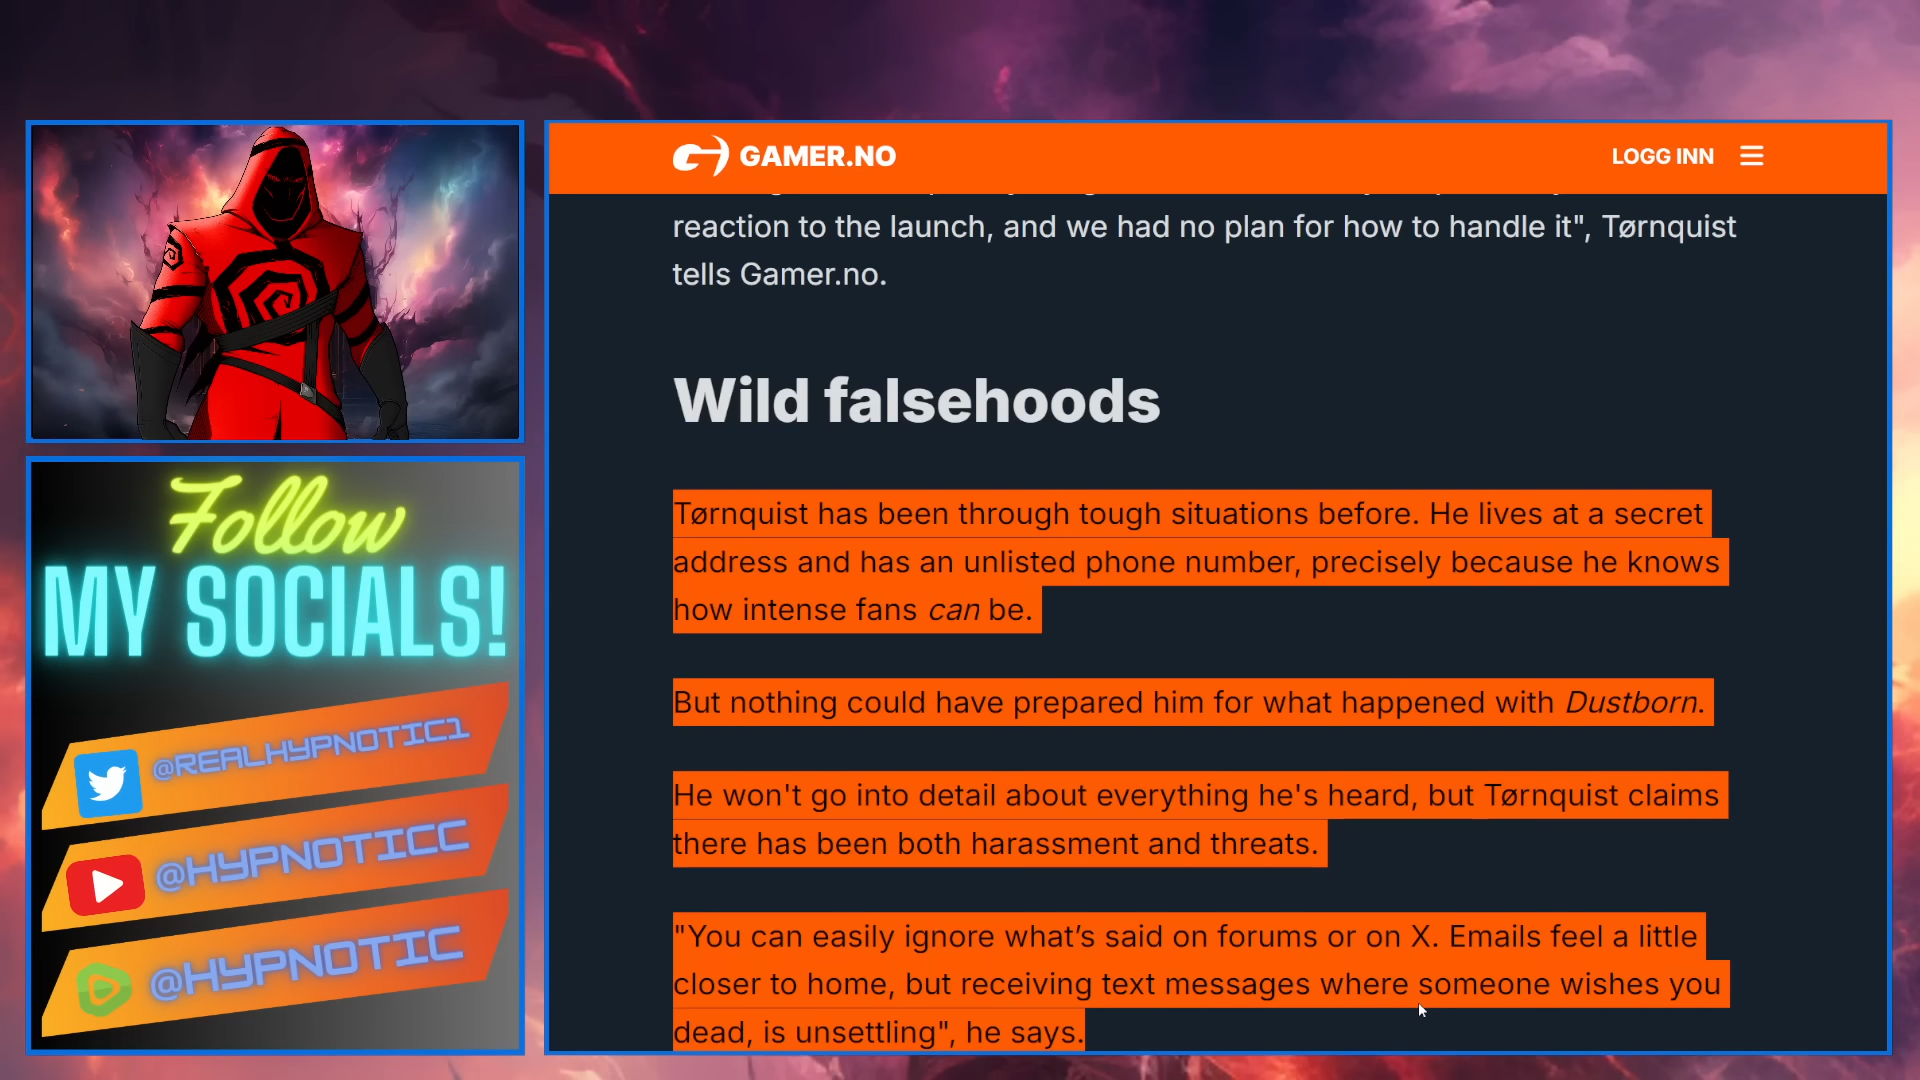 GAMER.NO
LOGG INN
reaction to the launch, and we had no plan for how to handle it", Tørnquist
tells Gamer.no.
Wild falsehoods
Tørnquist has been through tough situations before. He lives at a secret
address and has an unlisted phone number, precisely because he knows
how intense fans can be.
But nothing could have prepared him for what happened with Dustborn.
He won't go into detail about everything he's heard, but Tørnquist claims
there has been both harassment and threats.
"You can easily ignore what’s said on forums or on X. Emails feel a little
closer to home, but receiving text messages where someone wishes you
dead, is unsettling", he says.
Follow
MY SOCIALS!
@REALHYPNOTIC1
@HYPNOTICC
@HYPNOTIC